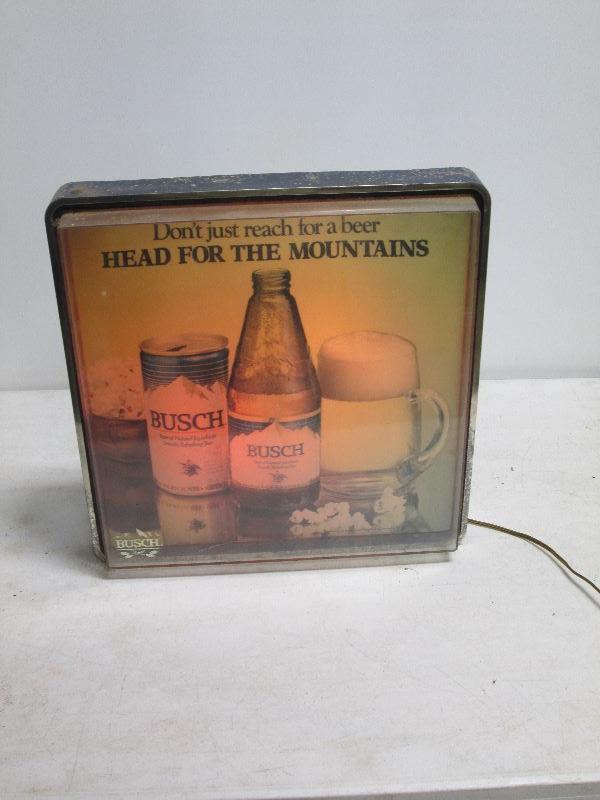 Don't just reach for a beer
HEAD FOR THE MOUNTAINS
BUSCH
BUSCH
BUSCH